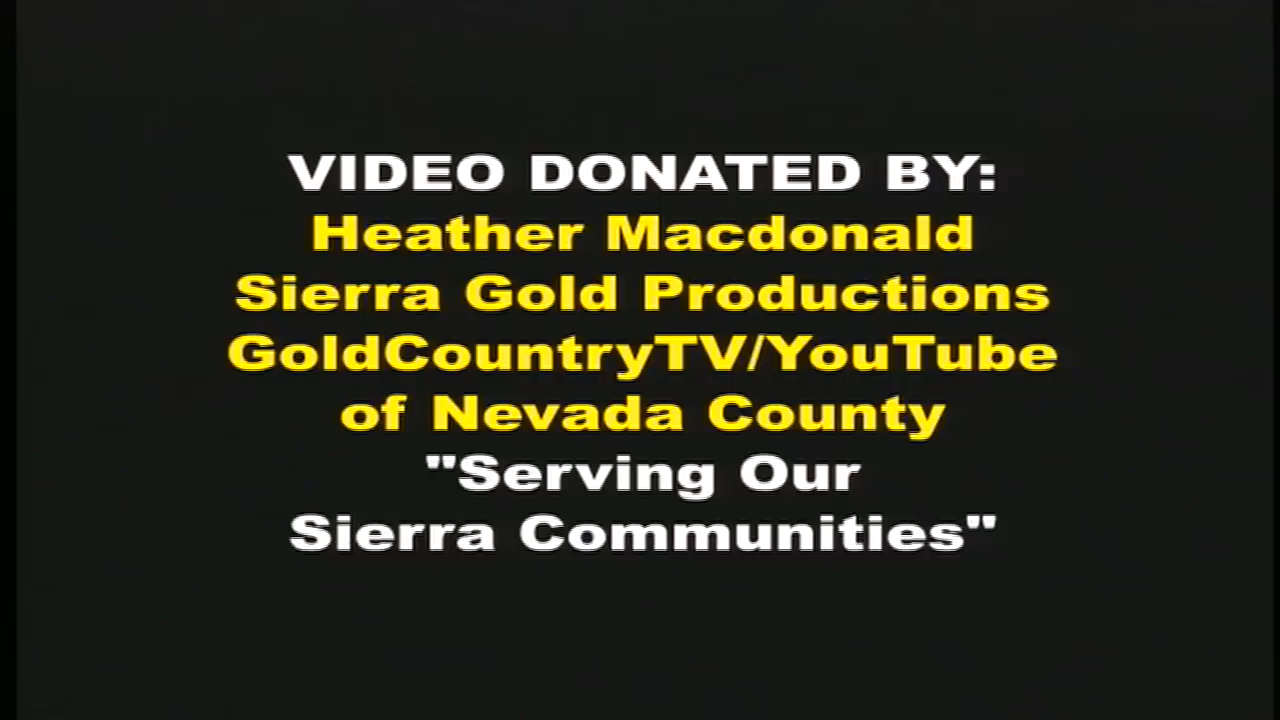 VIDEO DONATED BY:
Heather Macdonald
Sierra Gold Productions
GoldCountryTV/YouTube
of Nevada County
"Serving Our
Sierra Communities"